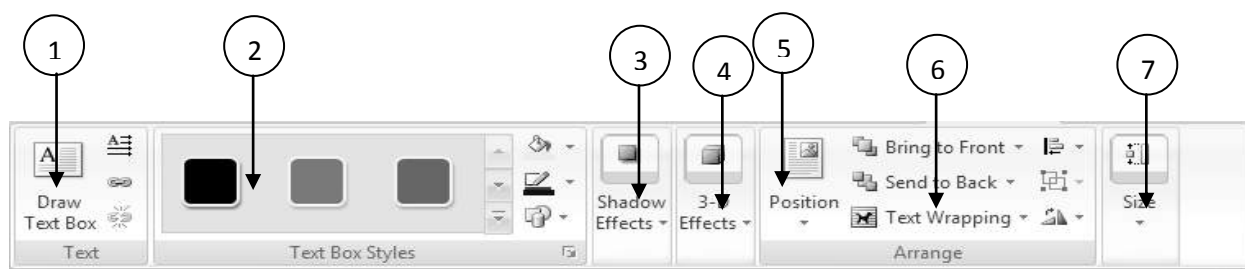 1 2 3 4 5 6 7
A A
Bring to Front
Draw Shadow 3-D Position Send to Back Size
Text Box Effects Effects Text Wrapping
Text Text Box Styles Arrange